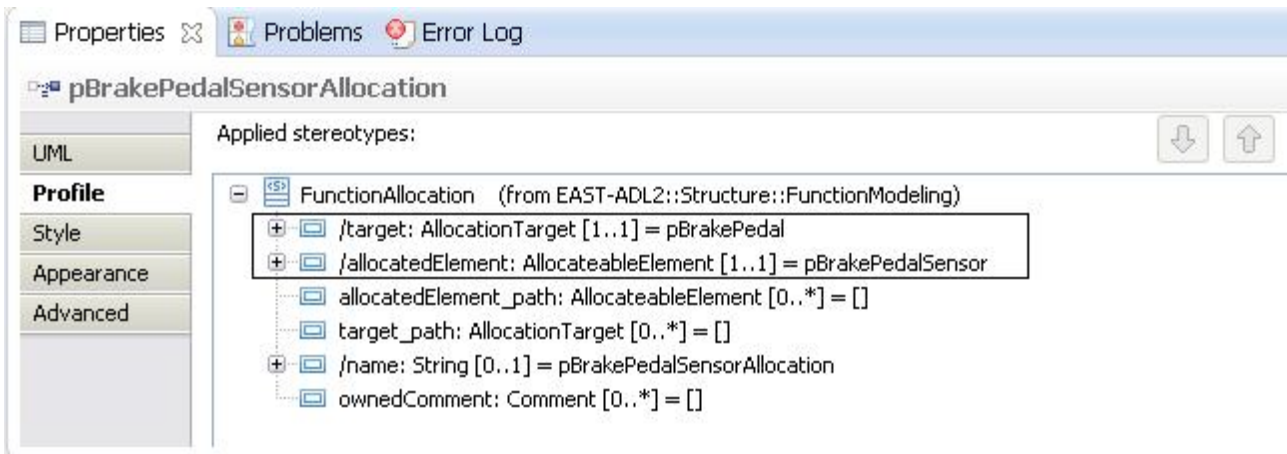 Properties Problems Error Log
pBrakePedalSensorAllocation
Applied stereotypes:
UML
Profile
Style
Appearance
Advanced
<S> FunctionAllocation (from EAST-ADL2::Structure::FunctionModeling)
/target: AllocationTarget [1..1] = pBrakePedal
/allocatedElement: AllocateableElement [1..1] = pBrakePedalSensor
allocatedElement_path: AllocateableElement [0..*] = []
target_path: AllocationTarget [0..*] = []
/name: String [0..1] = pBrakePedalSensorAllocation
ownedComment: Comment [0..*] = []